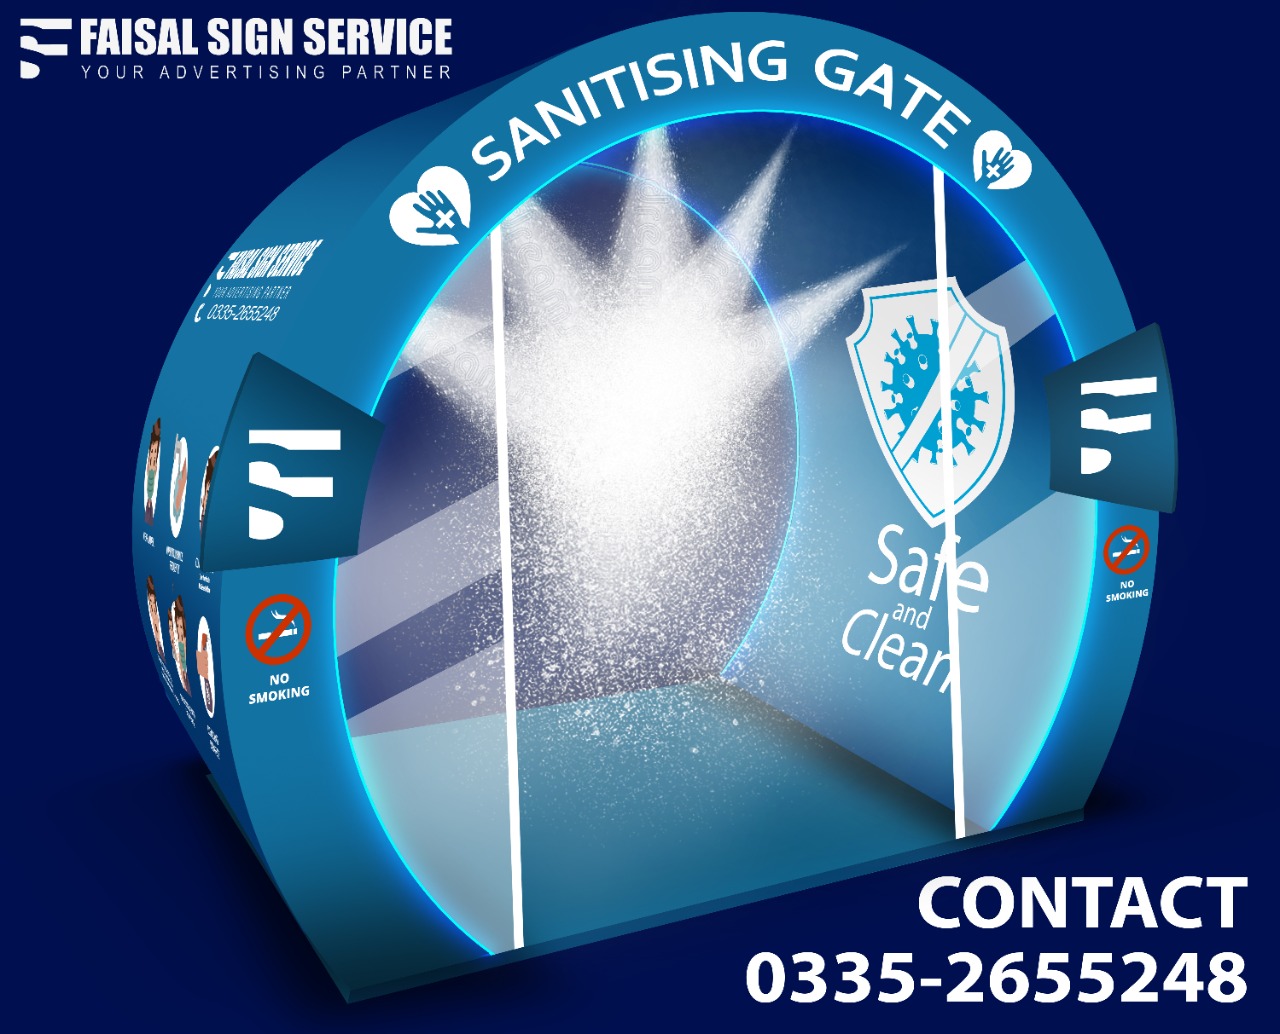 FAISAL SIGN SERVICE
YOUR ADVERTISING PARTNER
SANITISING GATE
FAISAL SIGN SERVICE
YOUR ADVERTISING PARTNER
0335-2655248
Safe
and
Clean
NO
SMOKING
NO
SMOKING
CONTACT
0335-2655248